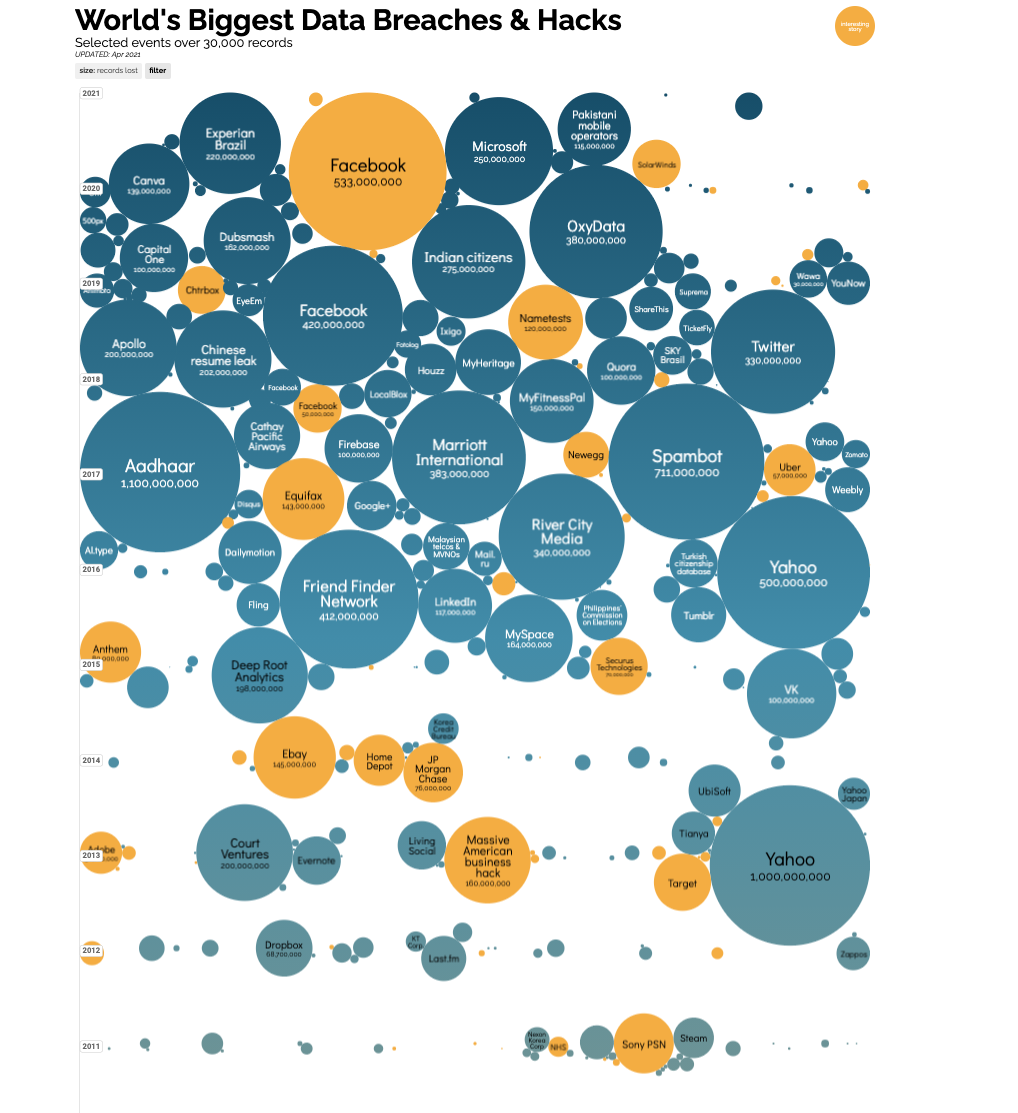 World's Biggest Data Breaches & Hacks
Selected events over 30,000 records
UPDATED: Apr 2021
interesting
story
size: records lost
filter
2021
Experian
Brazil
220,000,000
Facebook
533,000,000
Microsoft
250,000,000
Pakistani
mobile
operators
115,000,000
SolarWinds
Canva
139,000,000
2020
500px
Dubsmash
162,000,000
OxyData
380,000,000
Capital
One
100,000,000
Indian citizens
275,000,000
2019
Chtrbox
EyeEm
Wawa
30,000,000
YouNow
Suprema
ShareThis
TicketFly
Facebook
420,000,000
Nametests
120,000,000
Ixigo
Apollo
200,000,000
Chinese
resume leak
202,000,000
Fotolog
Houzz
MyHeritage
Quora
100,000,000
SKY
Brasil
Twitter
330,000,000
2018
Facebook
LocalBlox
MyFitnessPal
150,000,000
Facebook
50,000,000
Cathay
Pacific
Airways
Firebase
100,000,000
Marriott
International
383,000,000
Newegg
Spambot
711,000,000
Yahoo
Zomato
Uber
57,000,000
Weebly
2017
Aadhaar
1,100,000,000
Disqus
Equifax
143,000,000
Google+
River City
Media
340,000,000
Al.type
Dailymotion
Malaysian
telcos &
MVNOs
Mail.
ru
Turkish
citizenship
database
Yahoo
500,000,000
2016
Friend Finder
Network
412,000,000
Fling
LinkedIn
117,000,000
Philippines'
Commission
on Elections
Tumblr
MySpace
164,000,000
Anthem
2015
Deep Root
Analytics
198,000,000
Securus
Technologies
70,000,000
VK
100,000,000
Korea
Credit
Bureau
2014
Ebay
145,000,000
Home
Depot
JP
Morgan
Chase
76,000,000
UbiSoft
Yahoo
Japan
Adobe
2013
Court
Ventures
200,000,000
Evernote
Living
Social
Massive
American
business
hack
160,000,000
Tianya
Target
Yahoo
1,000,000,000
2012
Dropbox
68,700,000
KT
Corp
Last.fm
Zappos
2011
Nexon
Korea
Corp
NHS
Sony PSN
Steam